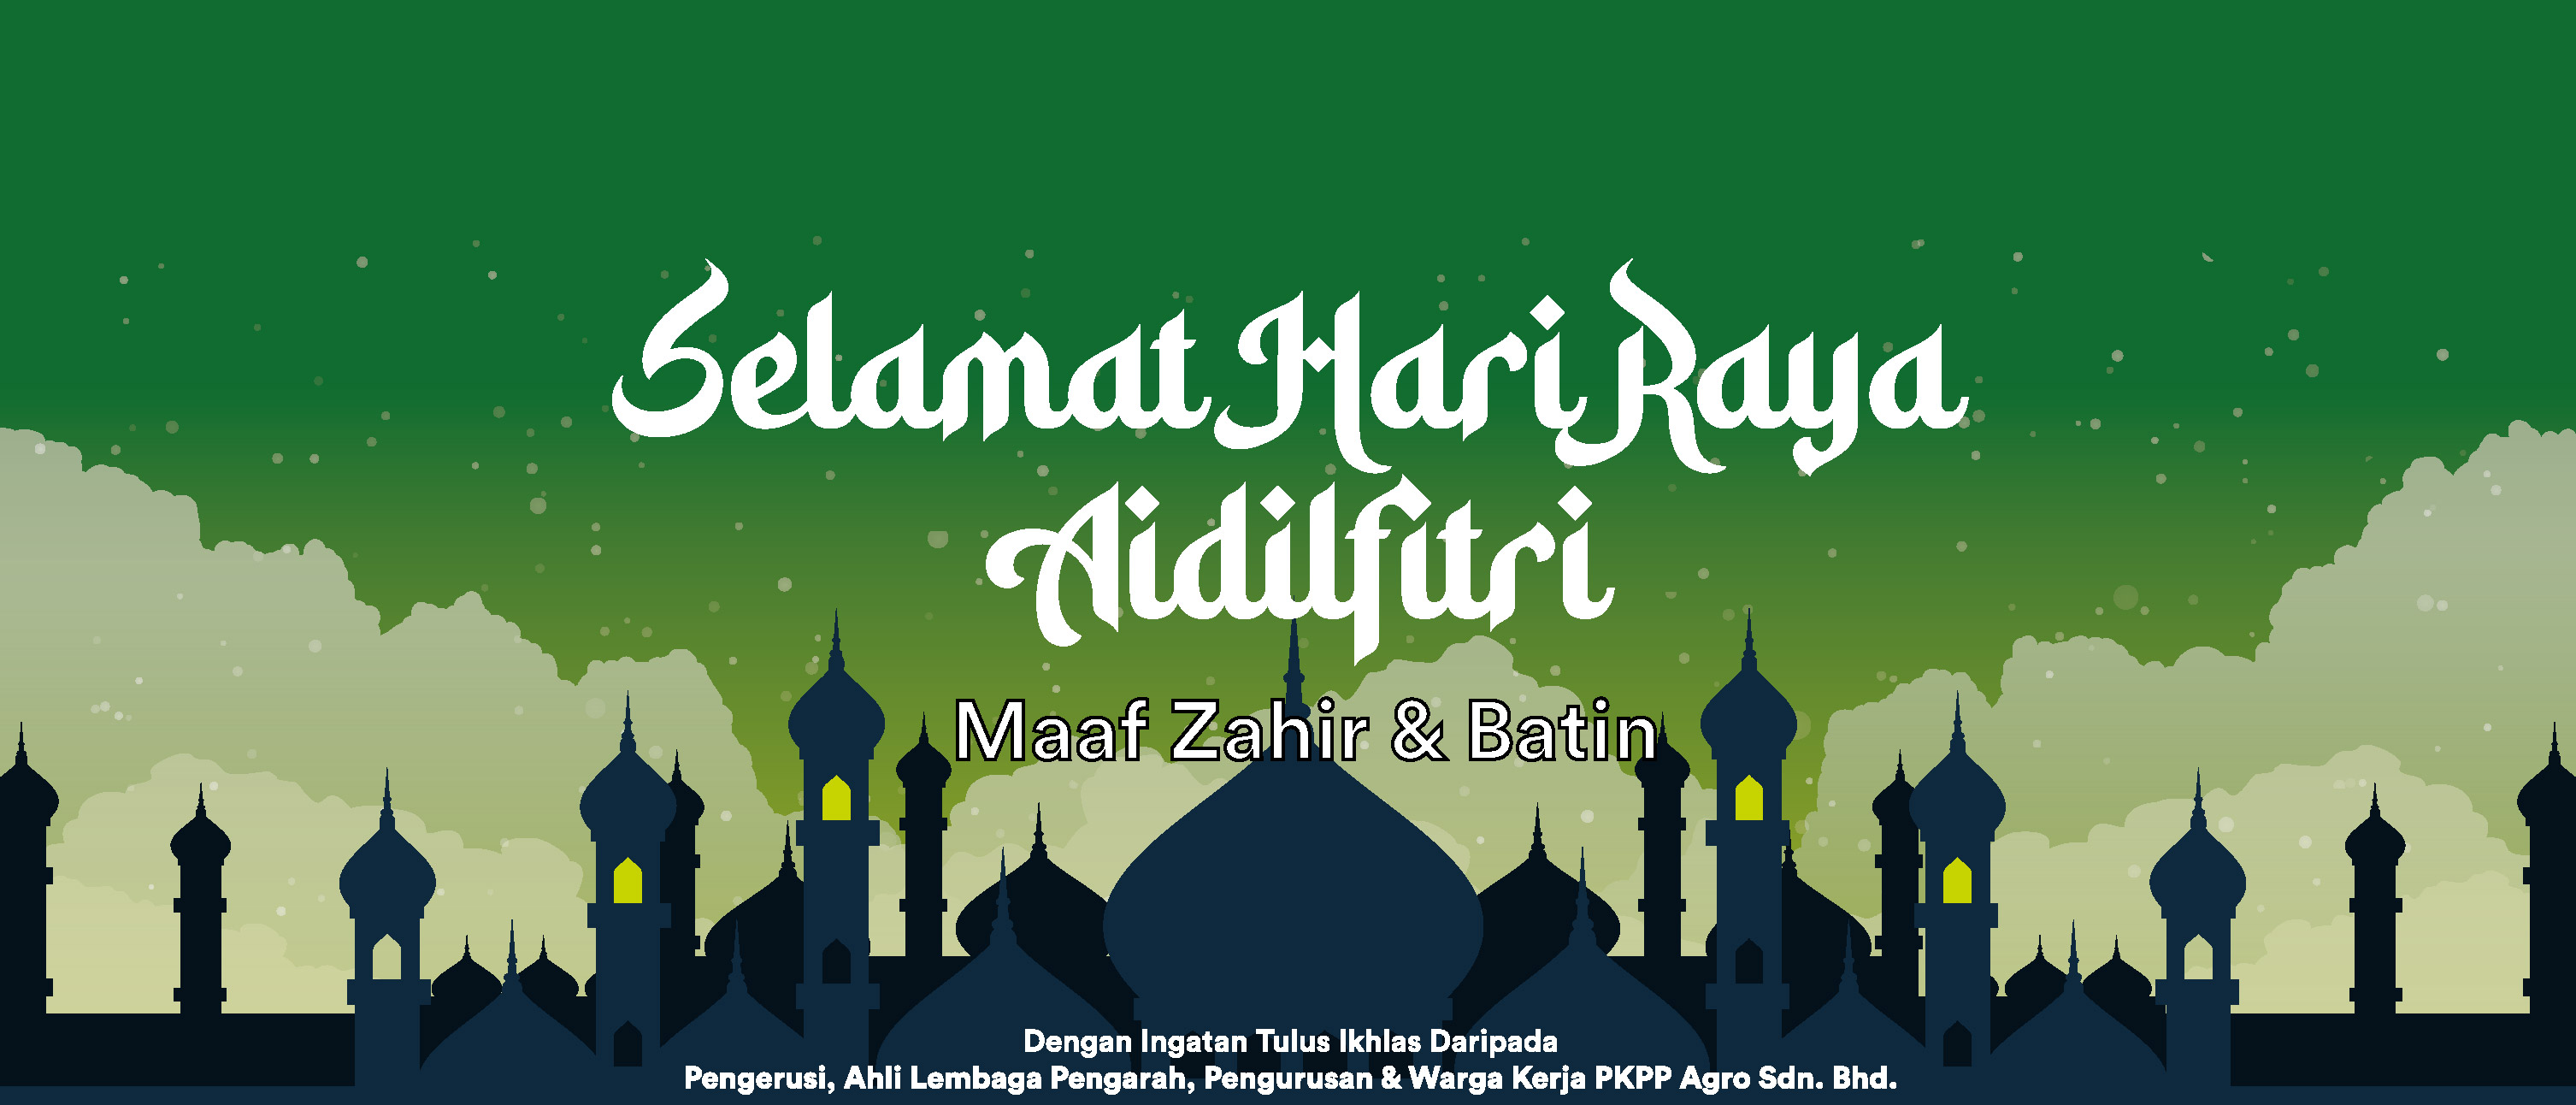 Selamat Hari Raya
Aidilfitri
Maaf Zahir & Batin
Dengan Ingatan Tulus Ikhlas Daripada
Pengerusi, Ahli Lembaga Pengarah, Pengurusan & Warga Kerja PKPP Agro Sdn. Bhd.